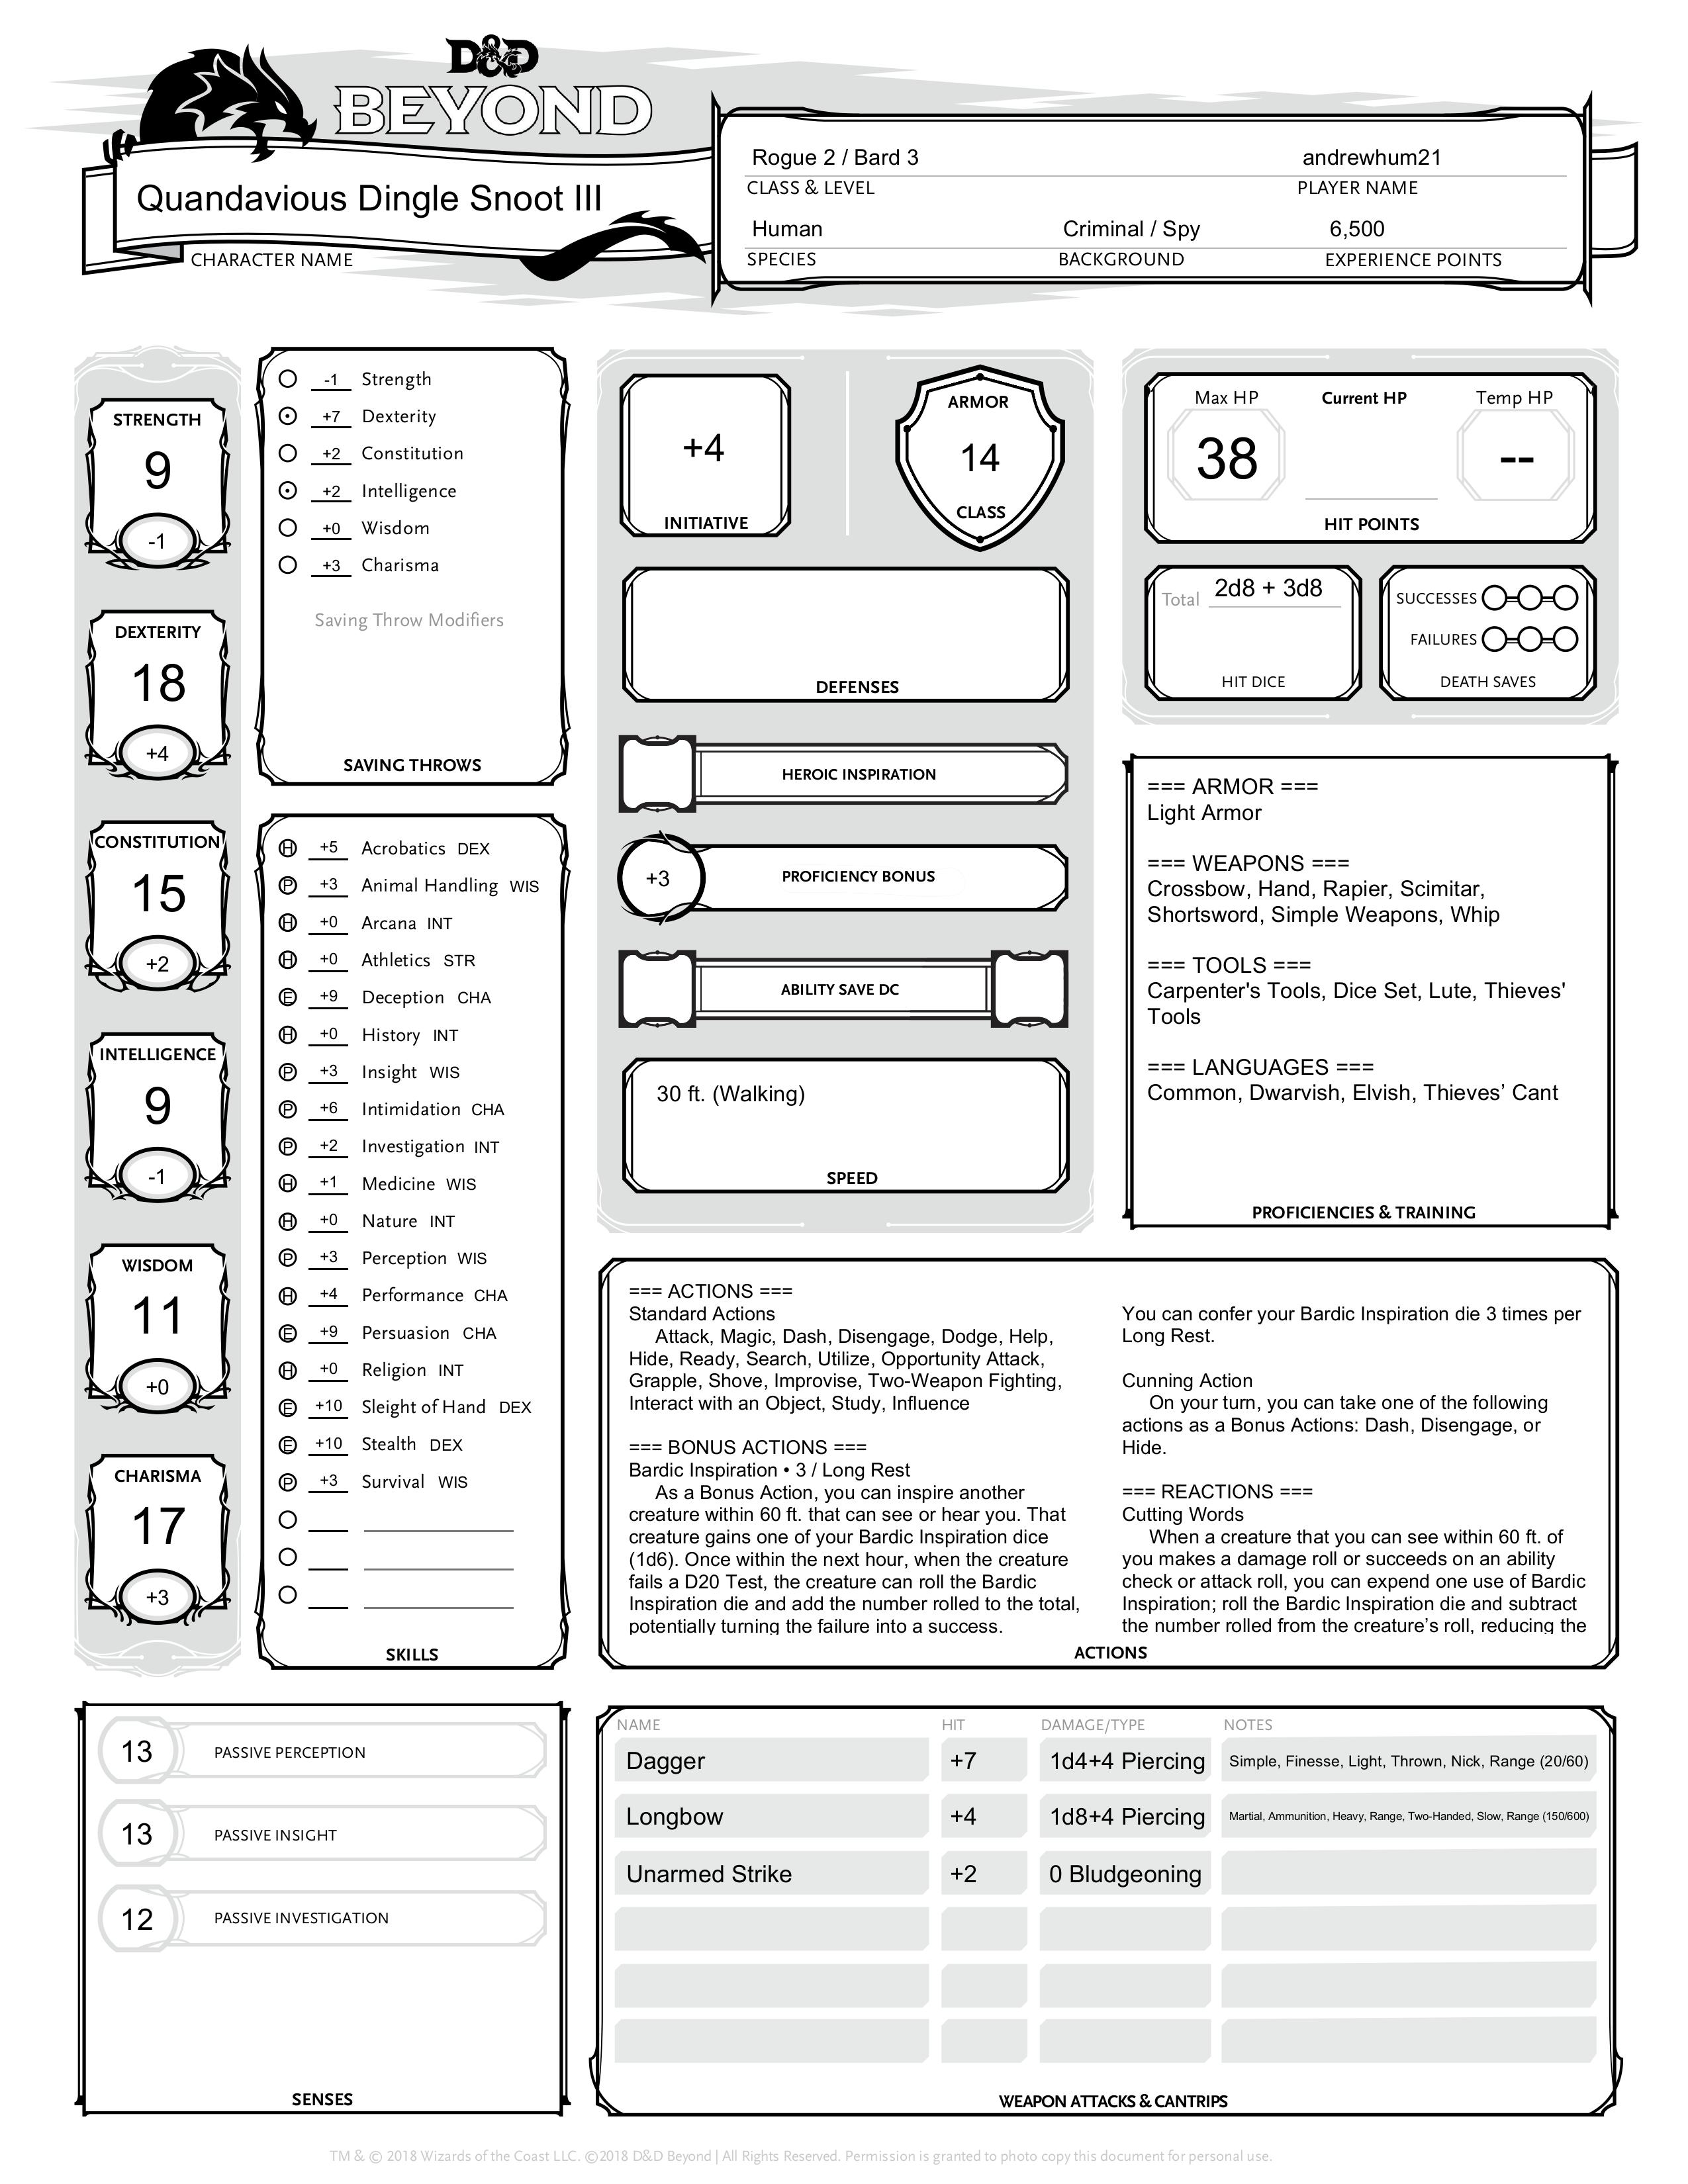 D&D
BEYOND
Quandavious Dingle Snoot III
CHARACTER NAME
Rogue 2 / Bard 3
andrewhum21
CLASS & LEVEL
PLAYER NAME
Human
Criminal / Spy
6,500
SPECIES
BACKGROUND
EXPERIENCE POINTS
STRENGTH
9
-1
DEXTERITY
18
+4
CONSTITUTION
15
+2
INTELLIGENCE
9
-1
WISDOM
11
+0
CHARISMA
17
+3
-1 Strength
+7 Dexterity
+2 Constitution
+2 Intelligence
+0 Wisdom
+3 Charisma
Saving Throw Modifiers
SAVING THROWS
H +5 Acrobatics DEX
P +3 Animal Handling WIS
H +0 Arcana INT
H +0 Athletics STR
E +9 Deception CHA
H +0 History INT
P +3 Insight WIS
P +6 Intimidation CHA
P +2 Investigation INT
H +1 Medicine WIS
H +0 Nature INT
P +3 Perception WIS
H +4 Performance CHA
E +9 Persuasion CHA
H +0 Religion INT
E +10 Sleight of Hand DEX
E +10 Stealth DEX
P +3 Survival WIS
SKILLS
+4
INITIATIVE
ARMOR
14
CLASS
DEFENSES
HEROIC INSPIRATION
+3 PROFICIENCY BONUS
ABILITY SAVE DC
30 ft. (Walking)
SPEED
Max HP
Current HP
Temp HP
38
--
HIT POINTS
Total 2d8 + 3d8
HIT DICE
SUCCESSES
FAILURES
DEATH SAVES
=== ARMOR ===
Light Armor
=== WEAPONS ===
Crossbow, Hand, Rapier, Scimitar,
Shortsword, Simple Weapons, Whip
=== TOOLS ===
Carpenter's Tools, Dice Set, Lute, Thieves'
Tools
=== LANGUAGES ===
Common, Dwarvish, Elvish, Thieves’ Cant
PROFICIENCIES & TRAINING
=== ACTIONS ===
Standard Actions
Attack, Magic, Dash, Disengage, Dodge, Help,
Hide, Ready, Search, Utilize, Opportunity Attack,
Grapple, Shove, Improvise, Two-Weapon Fighting,
Interact with an Object, Study, Influence
=== BONUS ACTIONS ===
Bardic Inspiration • 3 / Long Rest
As a Bonus Action, you can inspire another
creature within 60 ft. that can see or hear you. That
creature gains one of your Bardic Inspiration dice
(1d6). Once within the next hour, when the creature
fails a D20 Test, the creature can roll the Bardic
Inspiration die and add the number rolled to the total,
potentially turning the failure into a success.
You can confer your Bardic Inspiration die 3 times per
Long Rest.
Cunning Action
On your turn, you can take one of the following
actions as a Bonus Actions: Dash, Disengage, or
Hide.
=== REACTIONS ===
Cutting Words
When a creature that you can see within 60 ft. of
you makes a damage roll or succeeds on an ability
check or attack roll, you can expend one use of Bardic
Inspiration; roll the Bardic Inspiration die and subtract
the number rolled from the creature’s roll, reducing the
ACTIONS
13 PASSIVE PERCEPTION
13 PASSIVE INSIGHT
12 PASSIVE INVESTIGATION
SENSES
NAME HIT DAMAGE/TYPE NOTES
Dagger +7 1d4+4 Piercing Simple, Finesse, Light, Thrown, Nick, Range (20/60)
Longbow +4 1d8+4 Piercing Martial, Ammunition, Heavy, Range, Two-Handed, Slow, Range (150/600)
Unarmed Strike +2 0 Bludgeoning
WEAPON ATTACKS & CANTRIPS
TM & © 2018 Wizards of the Coast LLC. ©2018 D&D Beyond | All Rights Reserved. Permission is granted to photo copy this document for personal use.